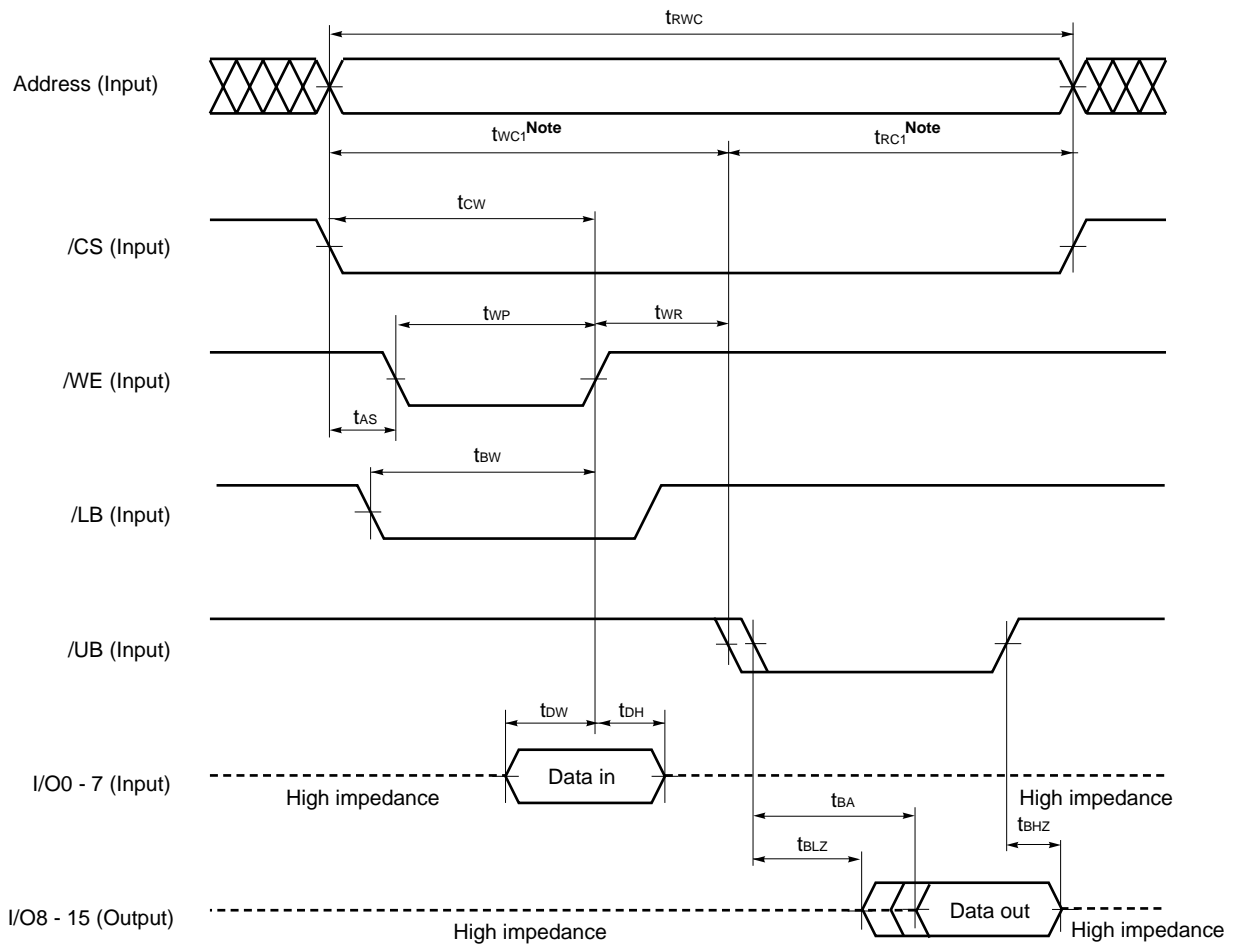 tRWC
Address (Input)
tWC1Note
tRC1Note
tCW
/CS (Input)
tWP
tWR
/WE (Input)
tAS
tBW
/LB (Input)
/UB (Input)
tDW
tDH
I/O0 - 7 (Input)
Data in
High impedance
High impedance
tBA
tBHZ
tBLZ
I/O8 - 15 (Output)
Data out
High impedance
High impedance